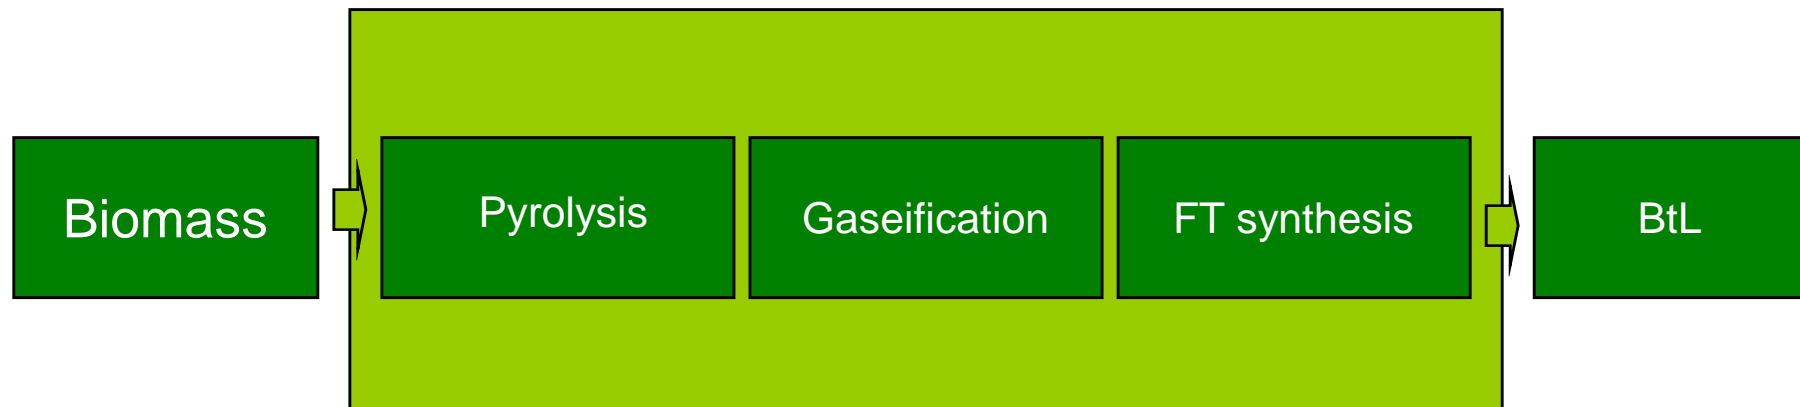 Biomass
Pyrolysis
Gaseification
FT synthesis
BtL